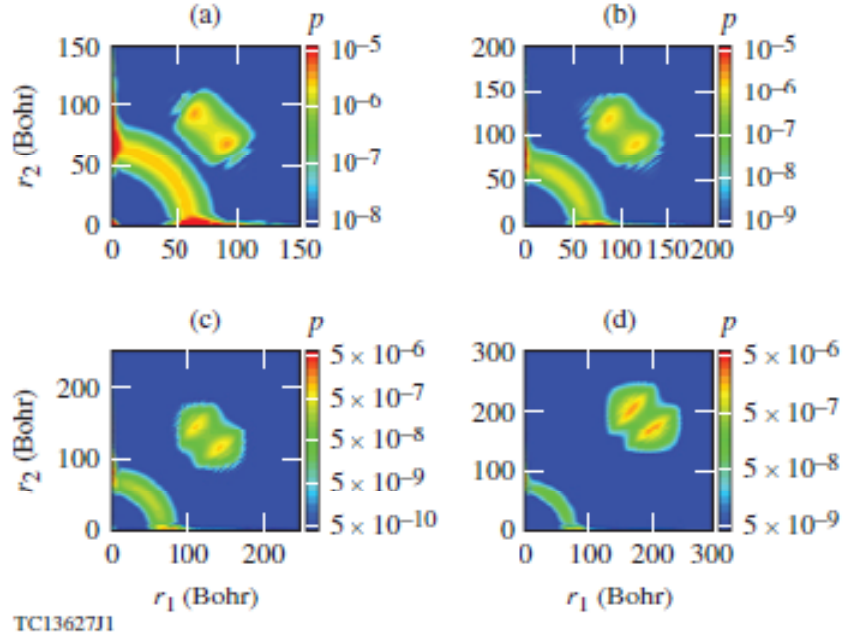 (a) p (b) p
150 10⁻⁵ 200 10⁻⁵
100 10⁻⁶ 150 10⁻⁶
100 10⁻⁷
50 10⁻⁷ 50 10⁻⁸
0 10⁻⁸ 0 10⁻⁹
r₂ (Bohr)
0 50 100 150 0 50 100 150 200
(c) p (d) p
5 × 10⁻⁶ 300 5 × 10⁻⁶
200 5 × 10⁻⁷ 200 5 × 10⁻⁷
5 × 10⁻⁸
100 5 × 10⁻⁹ 100 5 × 10⁻⁸
0 5 × 10⁻¹⁰ 0 5 × 10⁻⁹
r₂ (Bohr)
0 100 200 0 100 200 300
r₁ (Bohr) r₁ (Bohr)
TC13627J1